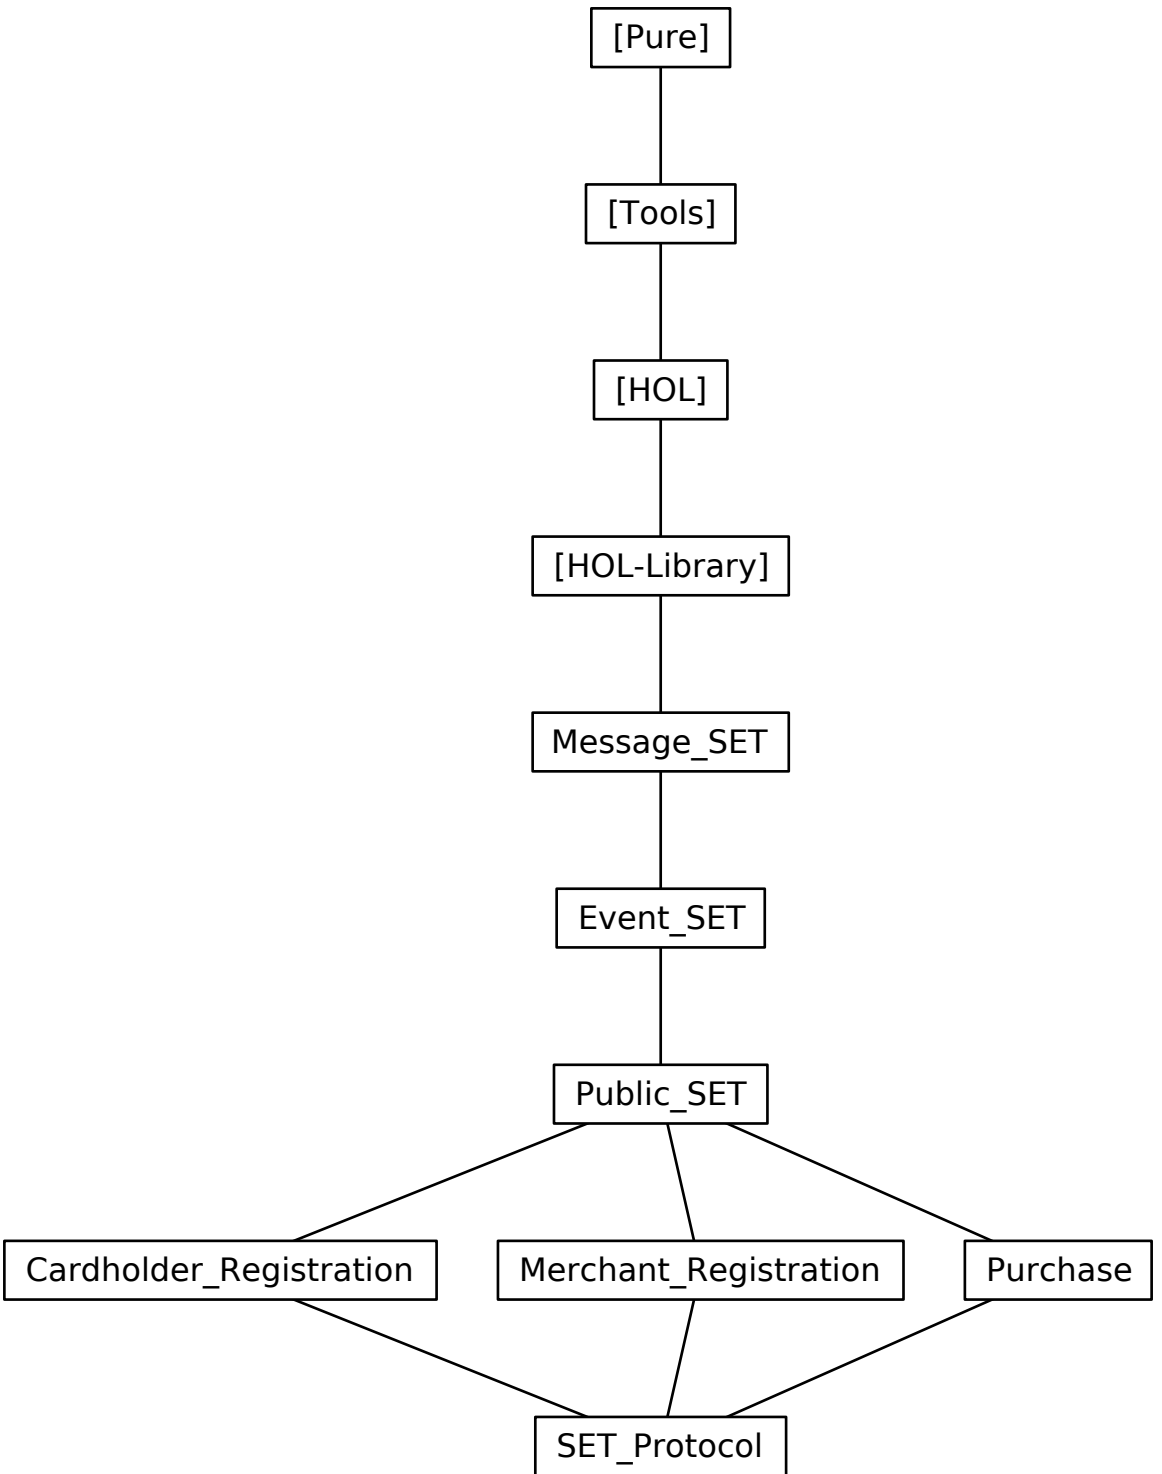 [Pure]
[Tools]
[HOL]
[HOL-Library]
Message_SET
Event_SET
Public_SET
Cardholder_Registration
Merchant_Registration
Purchase
SET_Protocol